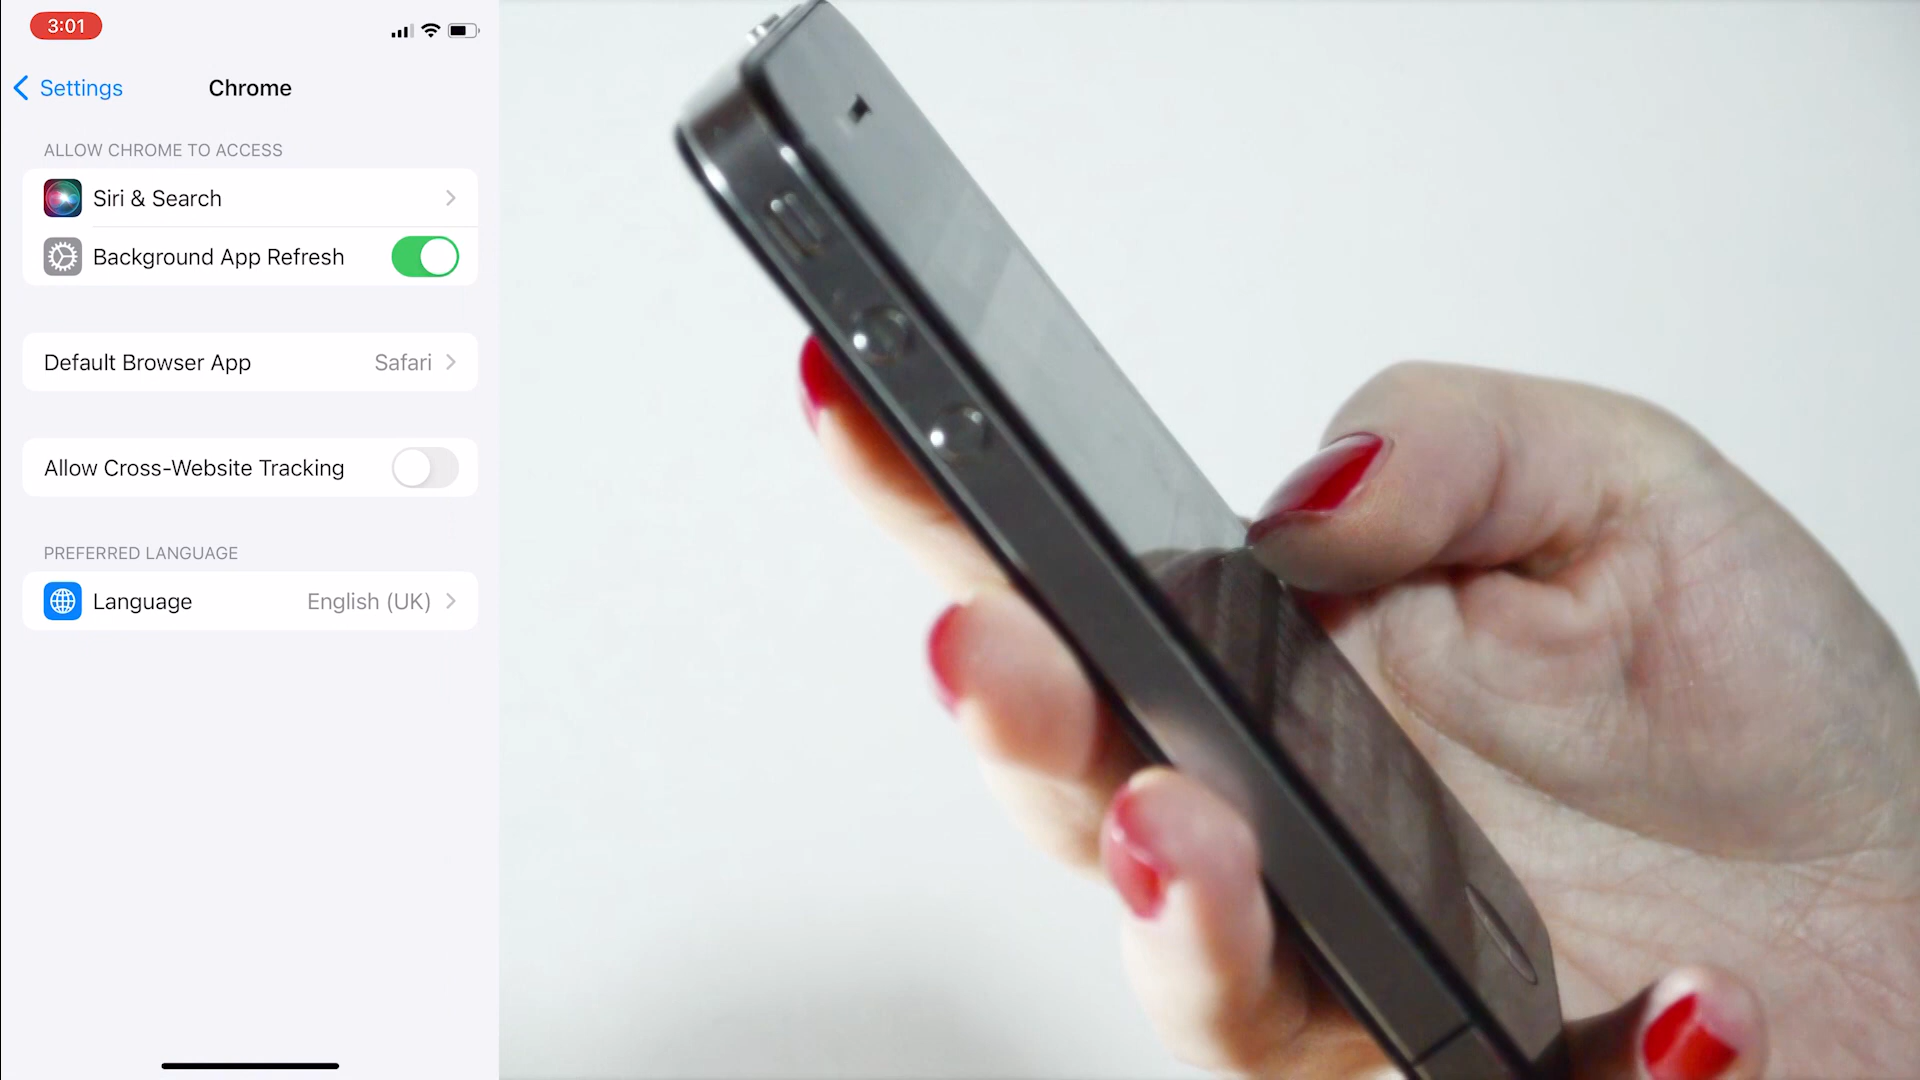 3:01
Settings
Chrome
ALLOW CHROME TO ACCESS
Siri & Search
Background App Refresh
Default Browser App Safari
Allow Cross-Website Tracking
PREFERRED LANGUAGE
Language English (UK)